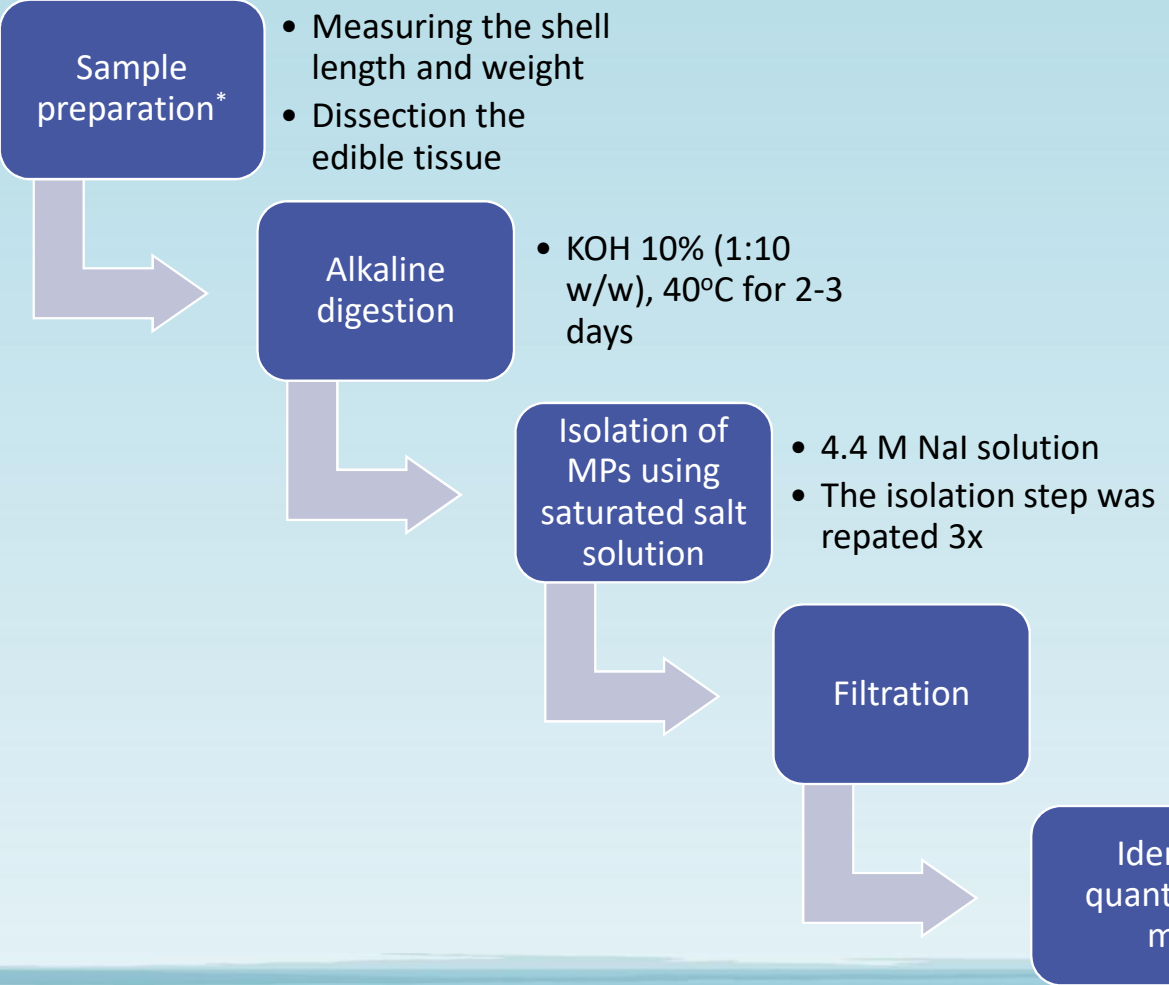 Sample
preparation*
• Measuring the shell
length and weight
• Dissection the
edible tissue
Alkaline
digestion
• KOH 10% (1:10
w/w), 40°C for 2-3
days
Isolation of
MPs using
saturated salt
solution
• 4.4 M NaI solution
• The isolation step was
repated 3x
Filtration